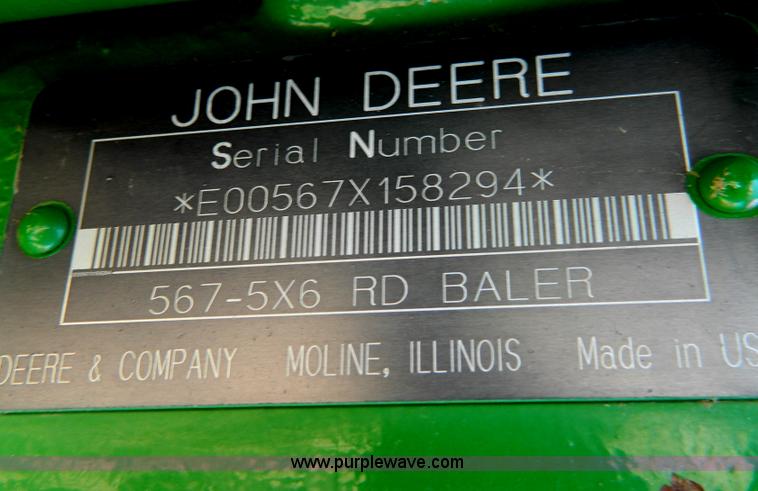 JOHN DEERE
Serial Number
*E00567X158294*
567-5X6 RD BALER
DEERE & COMPANY MOLINE, ILLINOIS Made in US
www.purplewave.com